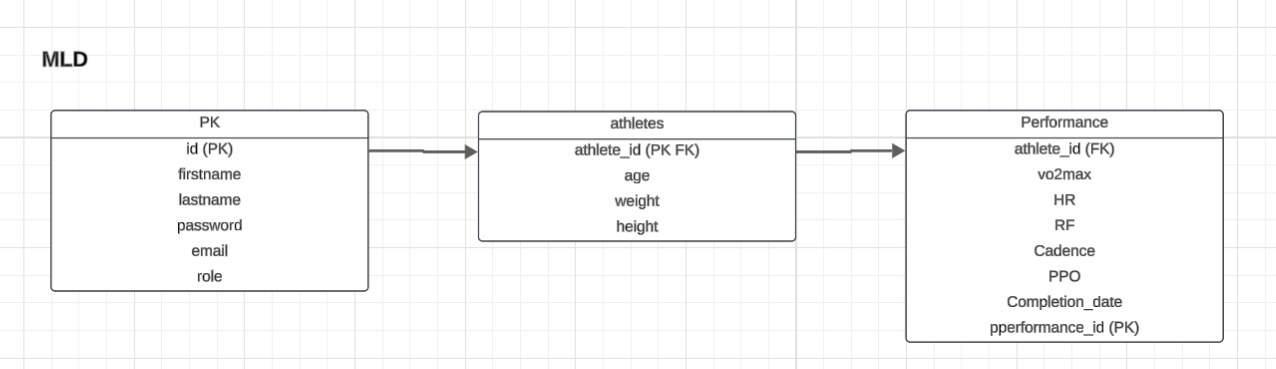 MLD
PK
id (PK)
firstname
lastname
password
email
role
athletes
athlete_id (PK FK)
age
weight
height
Performance
athlete_id (FK)
vo2max
HR
RF
Cadence
PPO
Completion_date
pperformance_id (PK)